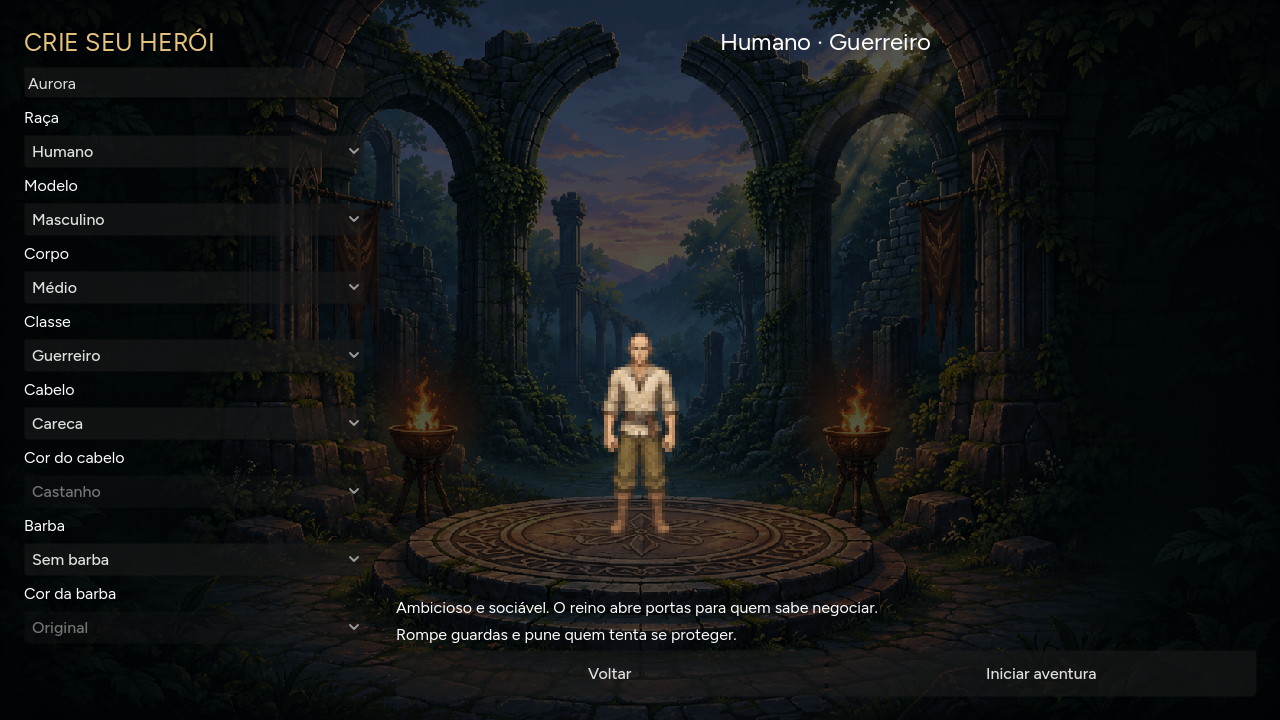 CRIE SEU HERÓI
Humano · Guerreiro
Aurora
Raça
Humano
Modelo
Masculino
Corpo
Médio
Classe
Guerreiro
Cabelo
Careca
Cor do cabelo
Castanho
Barba
Sem barba
Cor da barba
Original
Ambicioso e sociável. O reino abre portas para quem sabe negociar.
Rompe guardas e pune quem tenta se proteger.
Voltar
Iniciar aventura